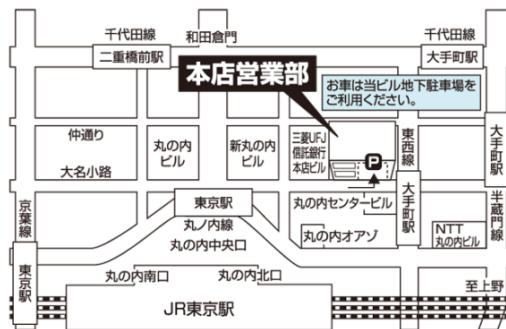 千代田線
和田倉門
千代田線
二重橋前駅
大手町駅
本店営業部
お車は当ビル地下駐車場を
ご利用ください。
仲通り
丸の内
ビル
新丸の内
ビル
三菱UFJ
信託銀行
本店ビル
P
東西線
大手町駅
大名小路
東京駅
丸の内センタービル
大手町駅
京葉線
丸ノ内線
丸の内中央口
丸の内オアゾ
NTT
丸の内ビル
半蔵門線
東京駅
丸の内南口
丸の内北口
至上野
JR東京駅